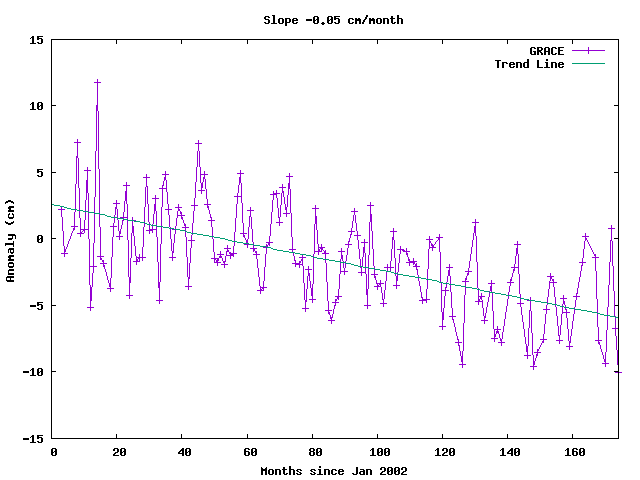 Slope -0.05 cm/month
15
GRACE
Trend Line
10
5
0
-5
-10
-15
Anomaly (cm)
0 20 40 60 80 100 120 140 160
Months since Jan 2002